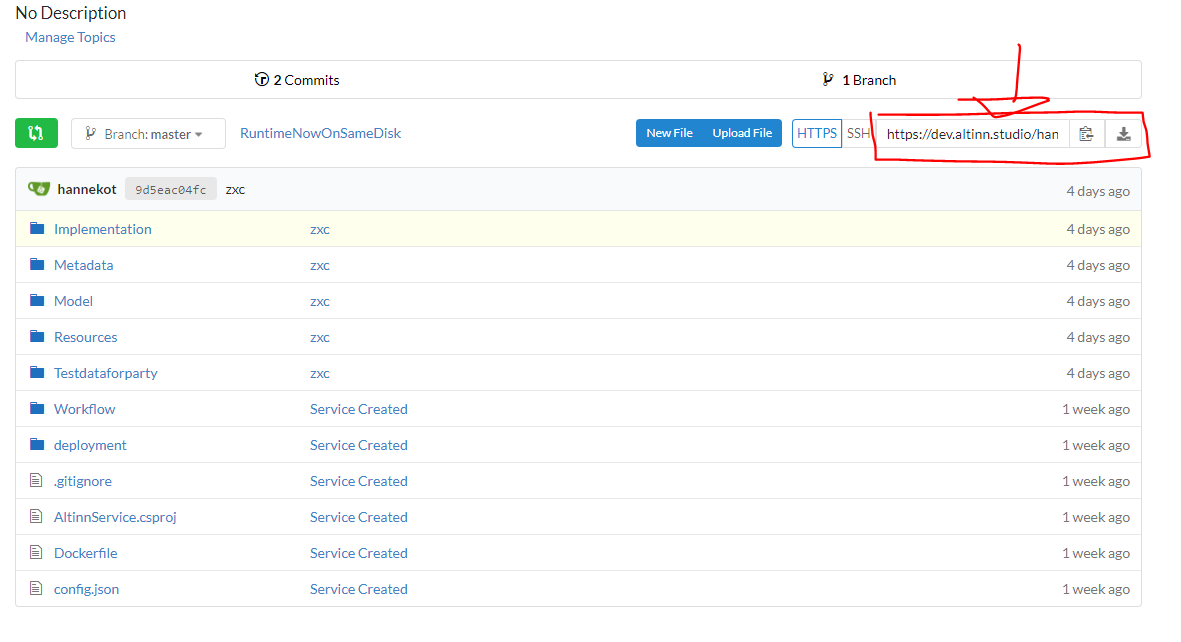 No Description
Manage Topics
2 Commits 1 Branch
Branch: master RuntimeNowOnSameDisk New File Upload File HTTPS SSH https://dev.altinn.studio/han
hannekot 9d5eac04fc zxc 4 days ago
Implementation zxc 4 days ago
Metadata zxc 4 days ago
Model zxc 4 days ago
Resources zxc 4 days ago
Testdataforparty zxc 4 days ago
Workflow Service Created 1 week ago
deployment Service Created 1 week ago
.gitignore Service Created 1 week ago
AltinnService.csproj Service Created 1 week ago
Dockerfile Service Created 1 week ago
config.json Service Created 1 week ago